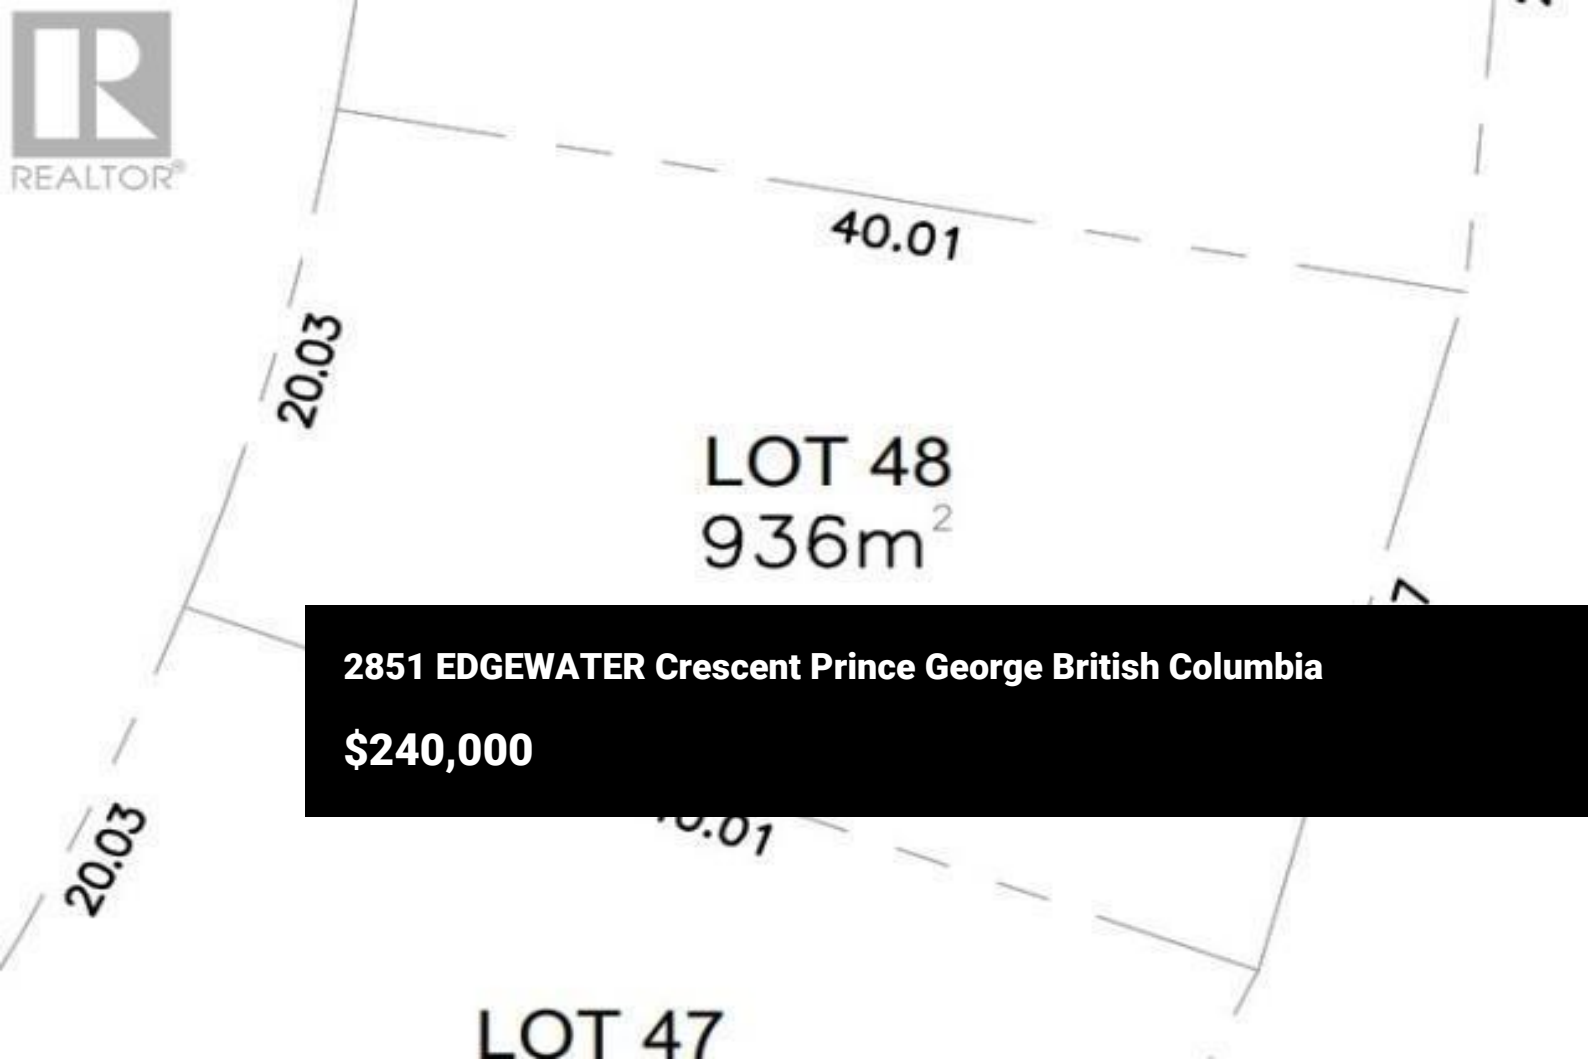 REALTOR®
40.01
20.03
LOT 48
936m²
7
2851 EDGEWATER Crescent Prince George British Columbia
$240,000
20.03
LOT 47